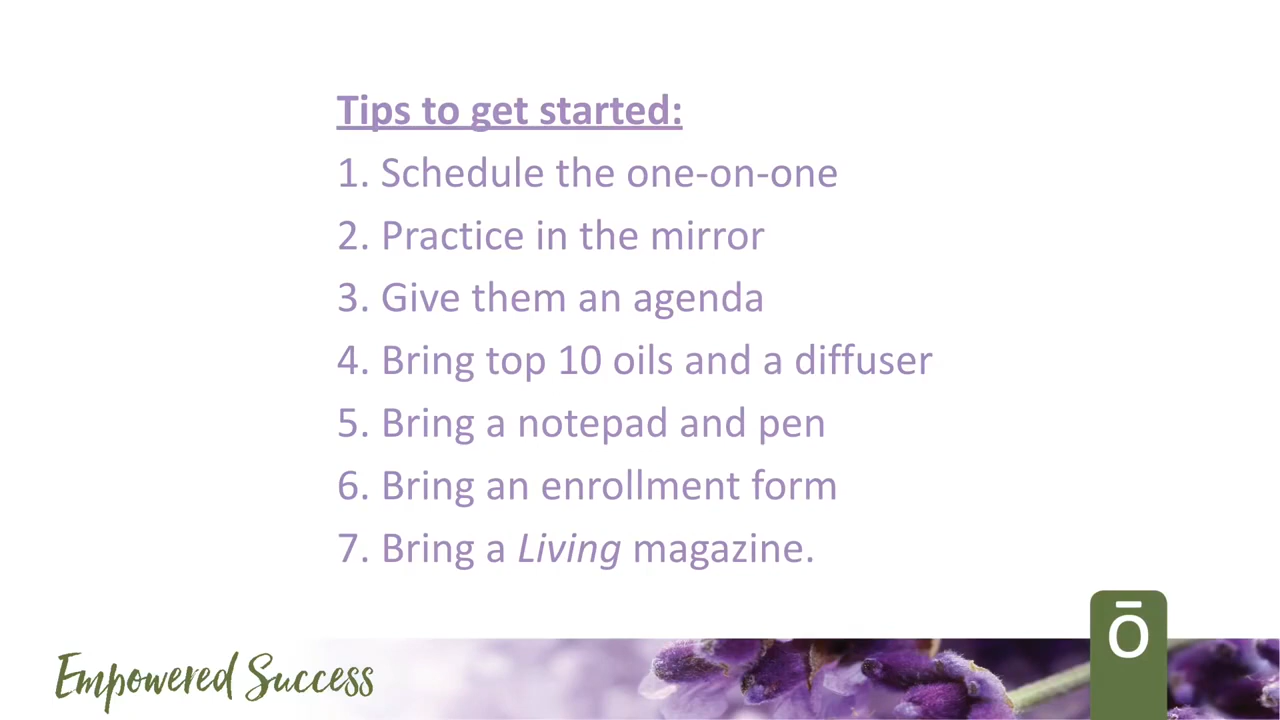 Tips to get started:
1. Schedule the one-on-one
2. Practice in the mirror
3. Give them an agenda
4. Bring top 10 oils and a diffuser
5. Bring a notepad and pen
6. Bring an enrollment form
7. Bring a Living magazine.
ō
Empowered Success